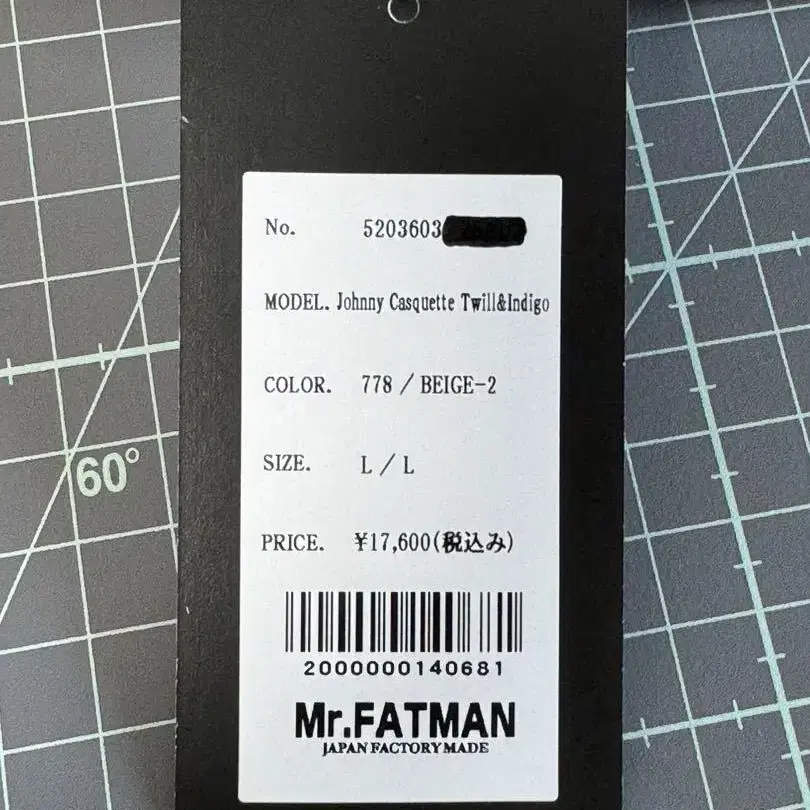 No. 5203603
MODEL. Johnny Casquette Twill&Indigo
COLOR. 778 / BEIGE-2
SIZE. L / L
PRICE. ¥17,600(税込み)
2000000140681
Mr.FATMAN
JAPAN FACTORY MADE
60°